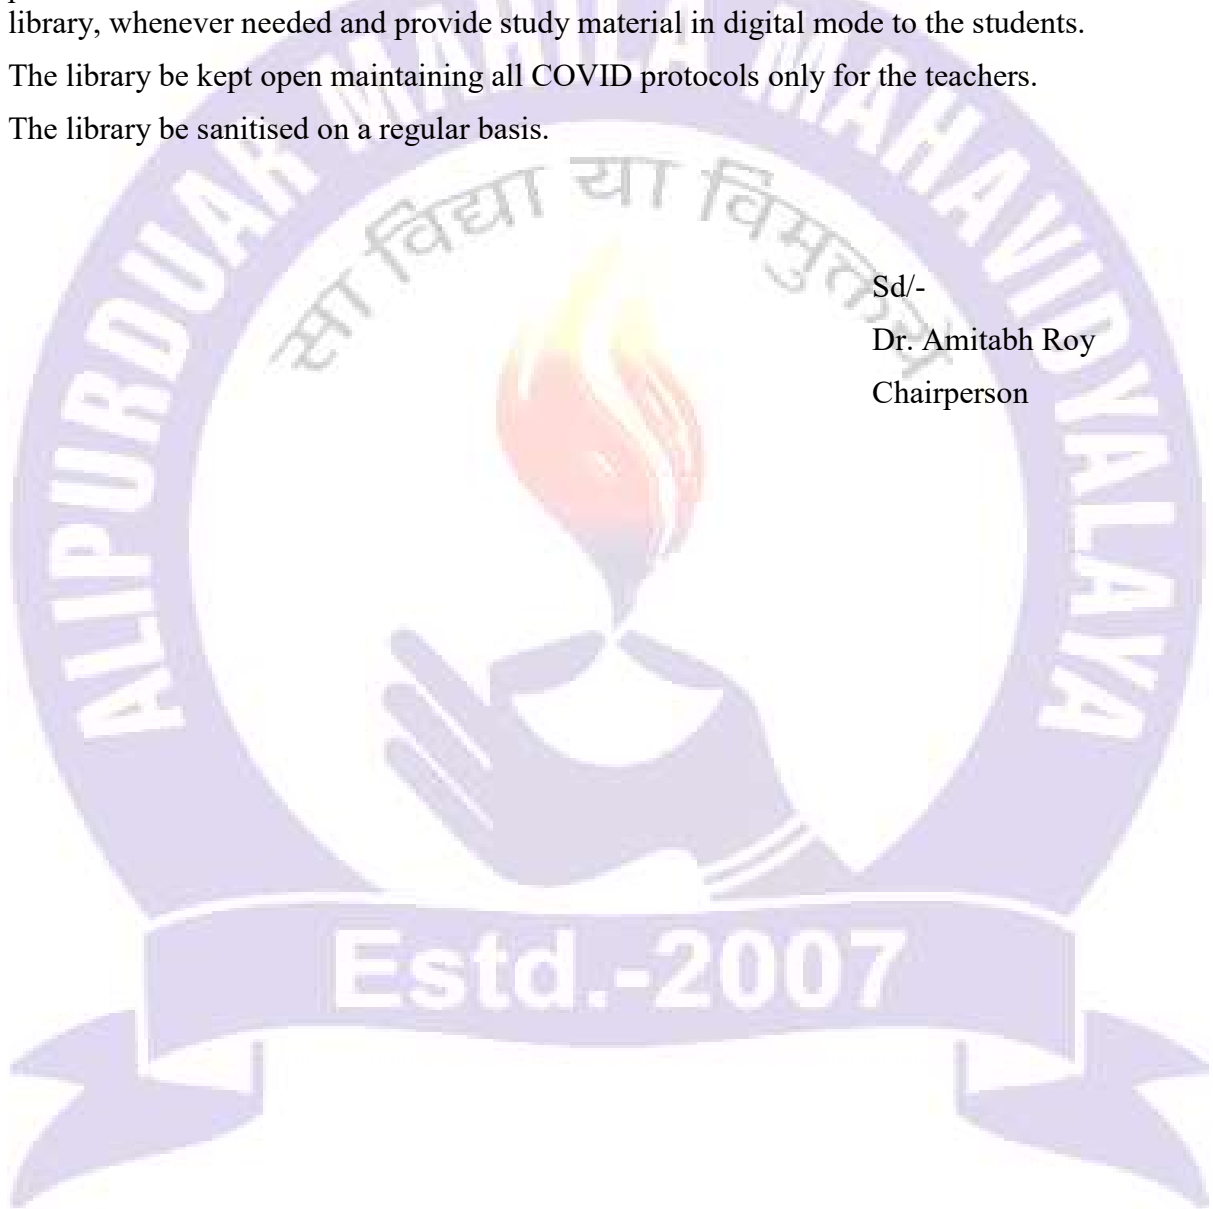 library, whenever needed and provide study material in digital mode to the students.
The library be kept open maintaining all COVID protocols only for the teachers.
The library be sanitised on a regular basis.
ALIPURDUAR MAHILA MAHAVIDYALAYA
सा विद्या या विमुक्तये
Sd/-
Dr. Amitabh Roy
Chairperson
Estd.-2007